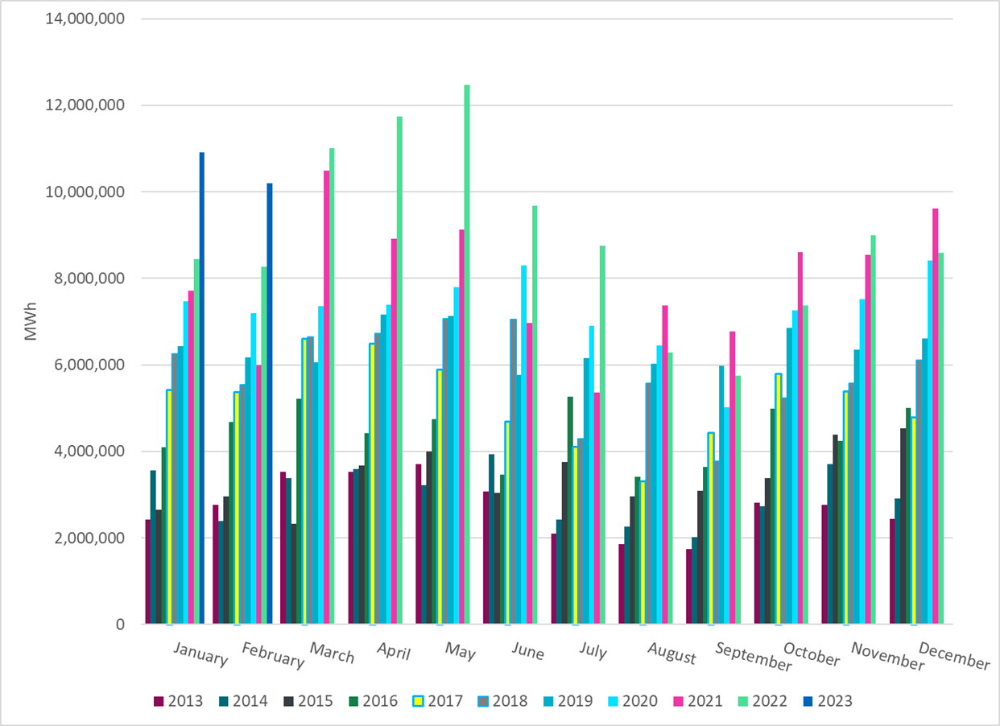 14,000,000
12,000,000
10,000,000
8,000,000
6,000,000
4,000,000
2,000,000
0
MWh
January February March April May June July August September October November December
2013 2014 2015 2016 2017 2018 2019 2020 2021 2022 2023